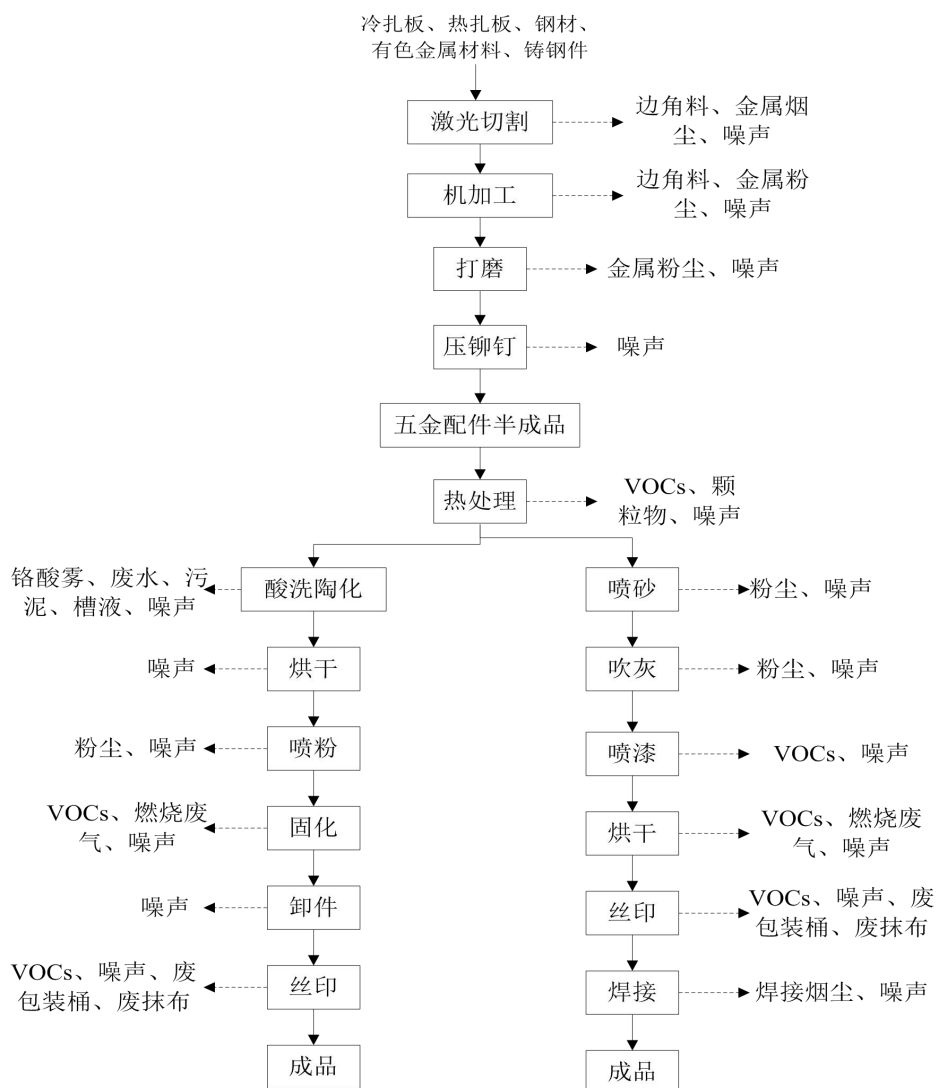 冷扎板、热扎板、钢材、
有色金属材料、铸钢件
激光切割
边角料、金属烟
尘、噪声
机加工
边角料、金属粉
尘、噪声
打磨
金属粉尘、噪声
压铆钉
噪声
五金配件半成品
热处理
VOCs、颗
粒物、噪声
铬酸雾、废水、污
泥、槽液、噪声
酸洗陶化
喷砂
粉尘、噪声
噪声
烘干
吹灰
粉尘、噪声
粉尘、噪声
喷粉
喷漆
VOCs、噪声
VOCs、燃烧废
气、噪声
固化
烘干
VOCs、燃烧废
气、噪声
噪声
卸件
丝印
VOCs、噪声、废
包装桶、废抹布
VOCs、噪声、废
包装桶、废抹布
丝印
焊接
焊接烟尘、噪声
成品
成品